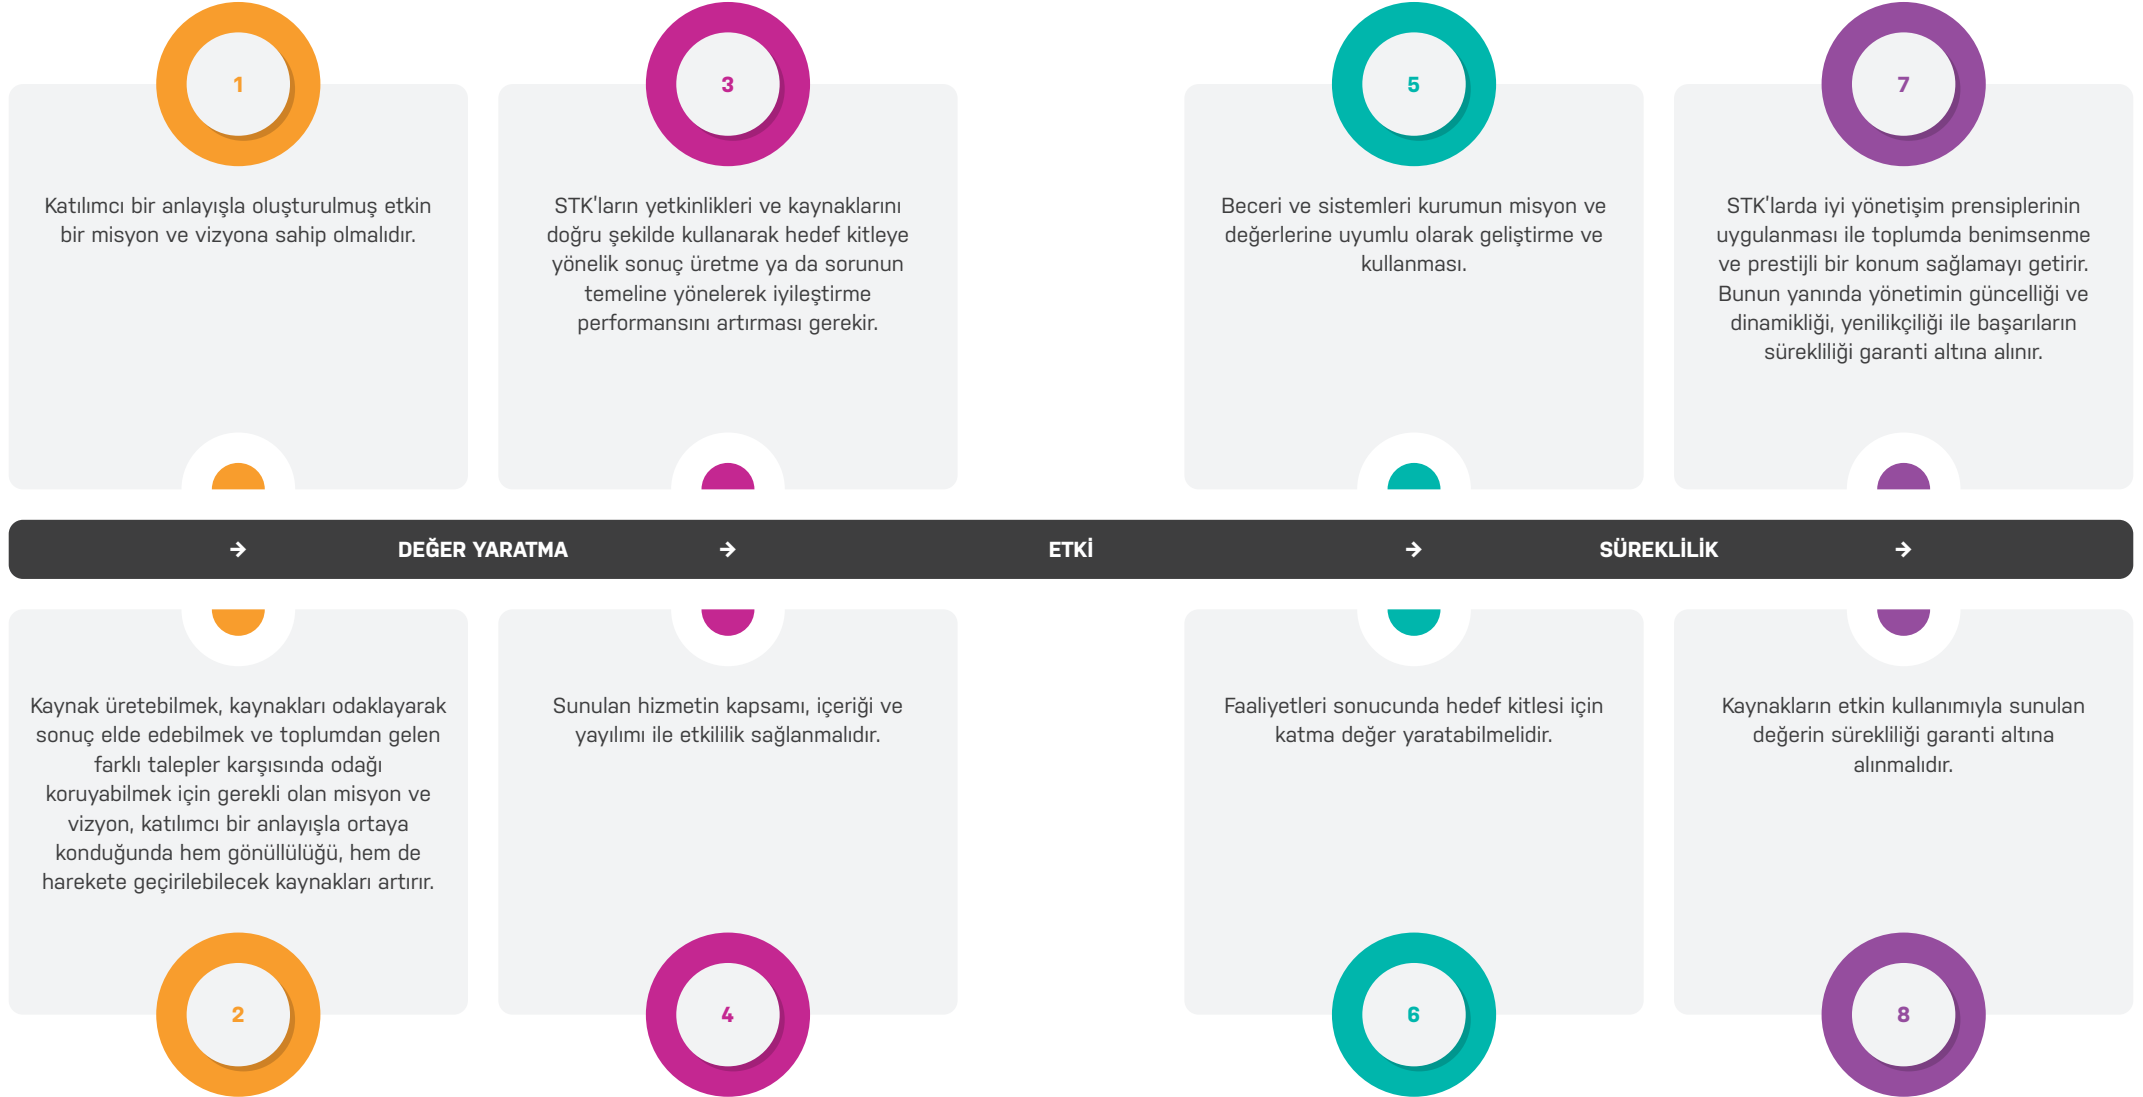 1
Katılımcı bir anlayışla oluşturulmuş etkin
bir misyon ve vizyona sahip olmalıdır.
3
STK'ların yetkinlikleri ve kaynaklarını
doğru şekilde kullanarak hedef kitleye
yönelik sonuç üretme ya da sorunun
temeline yönelerek iyileştirme
performansını artırması gerekir.
5
Beceri ve sistemleri kurumun misyon ve
değerlerine uyumlu olarak geliştirme ve
kullanması.
7
STK'larda iyi yönetişim prensiplerinin
uygulanması ile toplumda benimsenme
ve prestijli bir konum sağlamayı getirir.
Bunun yanında yönetimin güncelliği ve
dinamikliği, yenilikçiliği ile başarıların
sürekliliği garanti altına alınır.
→ DEĞER YARATMA → ETKİ → SÜREKLİLİK →
Kaynak üretebilmek, kaynakları odaklayarak
sonuç elde edebilmek ve toplumdan gelen
farklı talepler karşısında odağı
koruyabilmek için gerekli olan misyon ve
vizyon, katılımcı bir anlayışla ortaya
konduğunda hem gönüllülüğü, hem de
harekete geçirilebilecek kaynakları artırır.
2
Sunulan hizmetin kapsamı, içeriği ve
yayılımı ile etkililik sağlanmalıdır.
4
Faaliyetleri sonucunda hedef kitlesi için
katma değer yaratabilmelidir.
6
Kaynakların etkin kullanımıyla sunulan
değerin sürekliliği garanti altına
alınmalıdır.
8